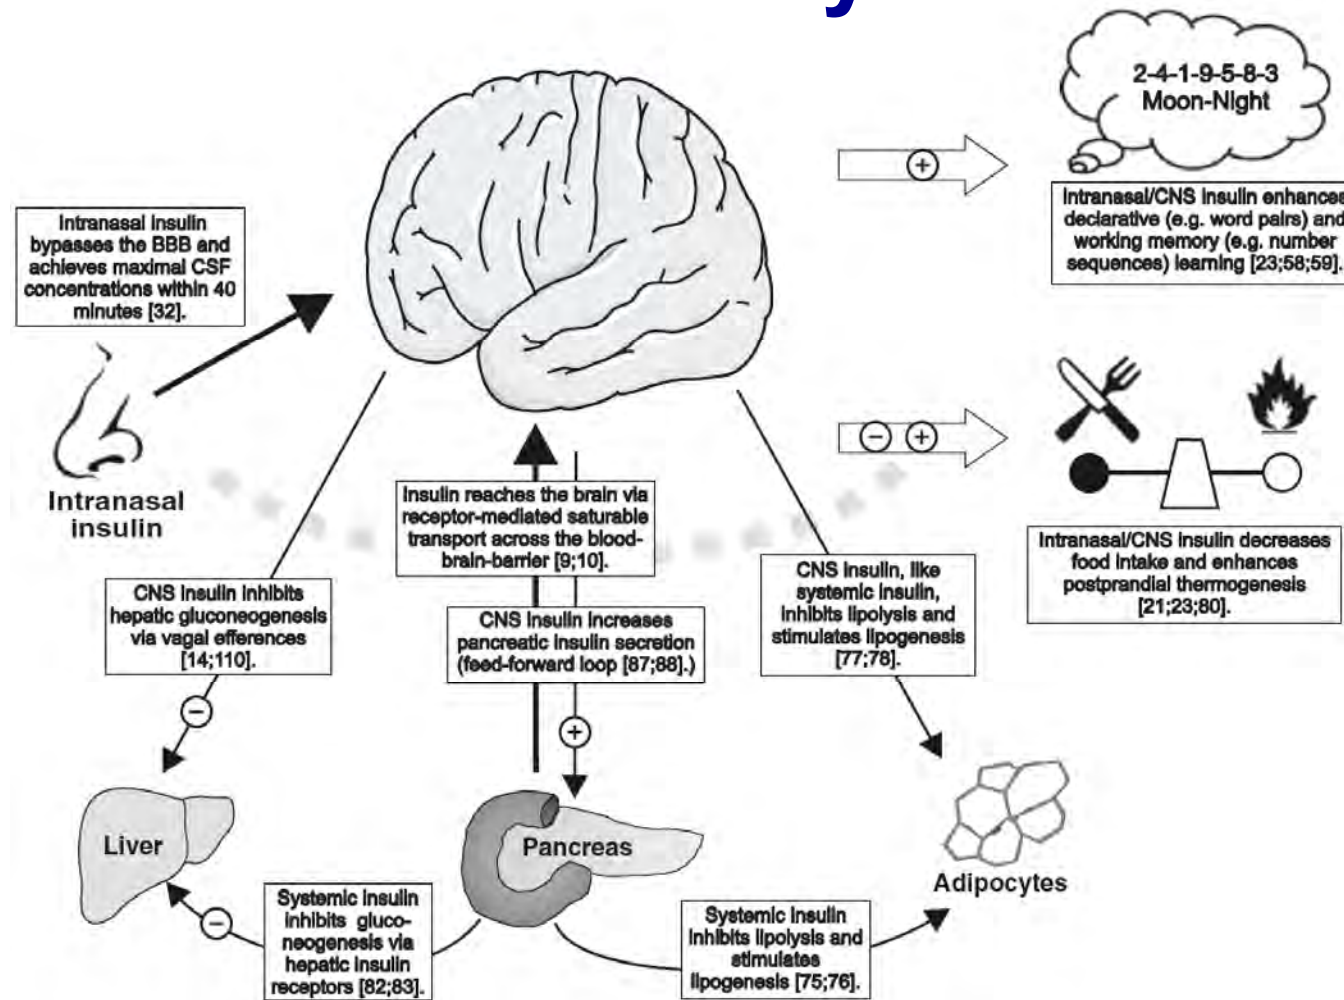 y
2-4-1-9-5-8-3
Moon-Night
Intranasal/CNS insulin enhances
declarative (e.g. word pairs) and
working memory (e.g. number
sequences) learning [23;58;59].
Intranasal insulin
bypasses the BBB and
achieves maximal CSF
concentrations within 40
minutes [32].
Intranasal
insulin
Insulin reaches the brain via
receptor-mediated saturable
transport across the blood-
brain-barrier [9;10].
Intranasal/CNS insulin decreases
food intake and enhances
postprandial thermogenesis
[21;23;80].
CNS insulin inhibits
hepatic gluconeogenesis
via vagal efferences
[14;110].
CNS insulin increases
pancreatic insulin secretion
(feed-forward loop [87;88].)
CNS insulin, like
systemic insulin,
inhibits lipolysis and
stimulates lipogenesis
[77;78].
Liver
Pancreas
Adipocytes
Systemic insulin
inhibits gluco-
neogenesis via
hepatic insulin
receptors [82;83].
Systemic insulin
inhibits lipolysis and
stimulates
lipogenesis [75;76].